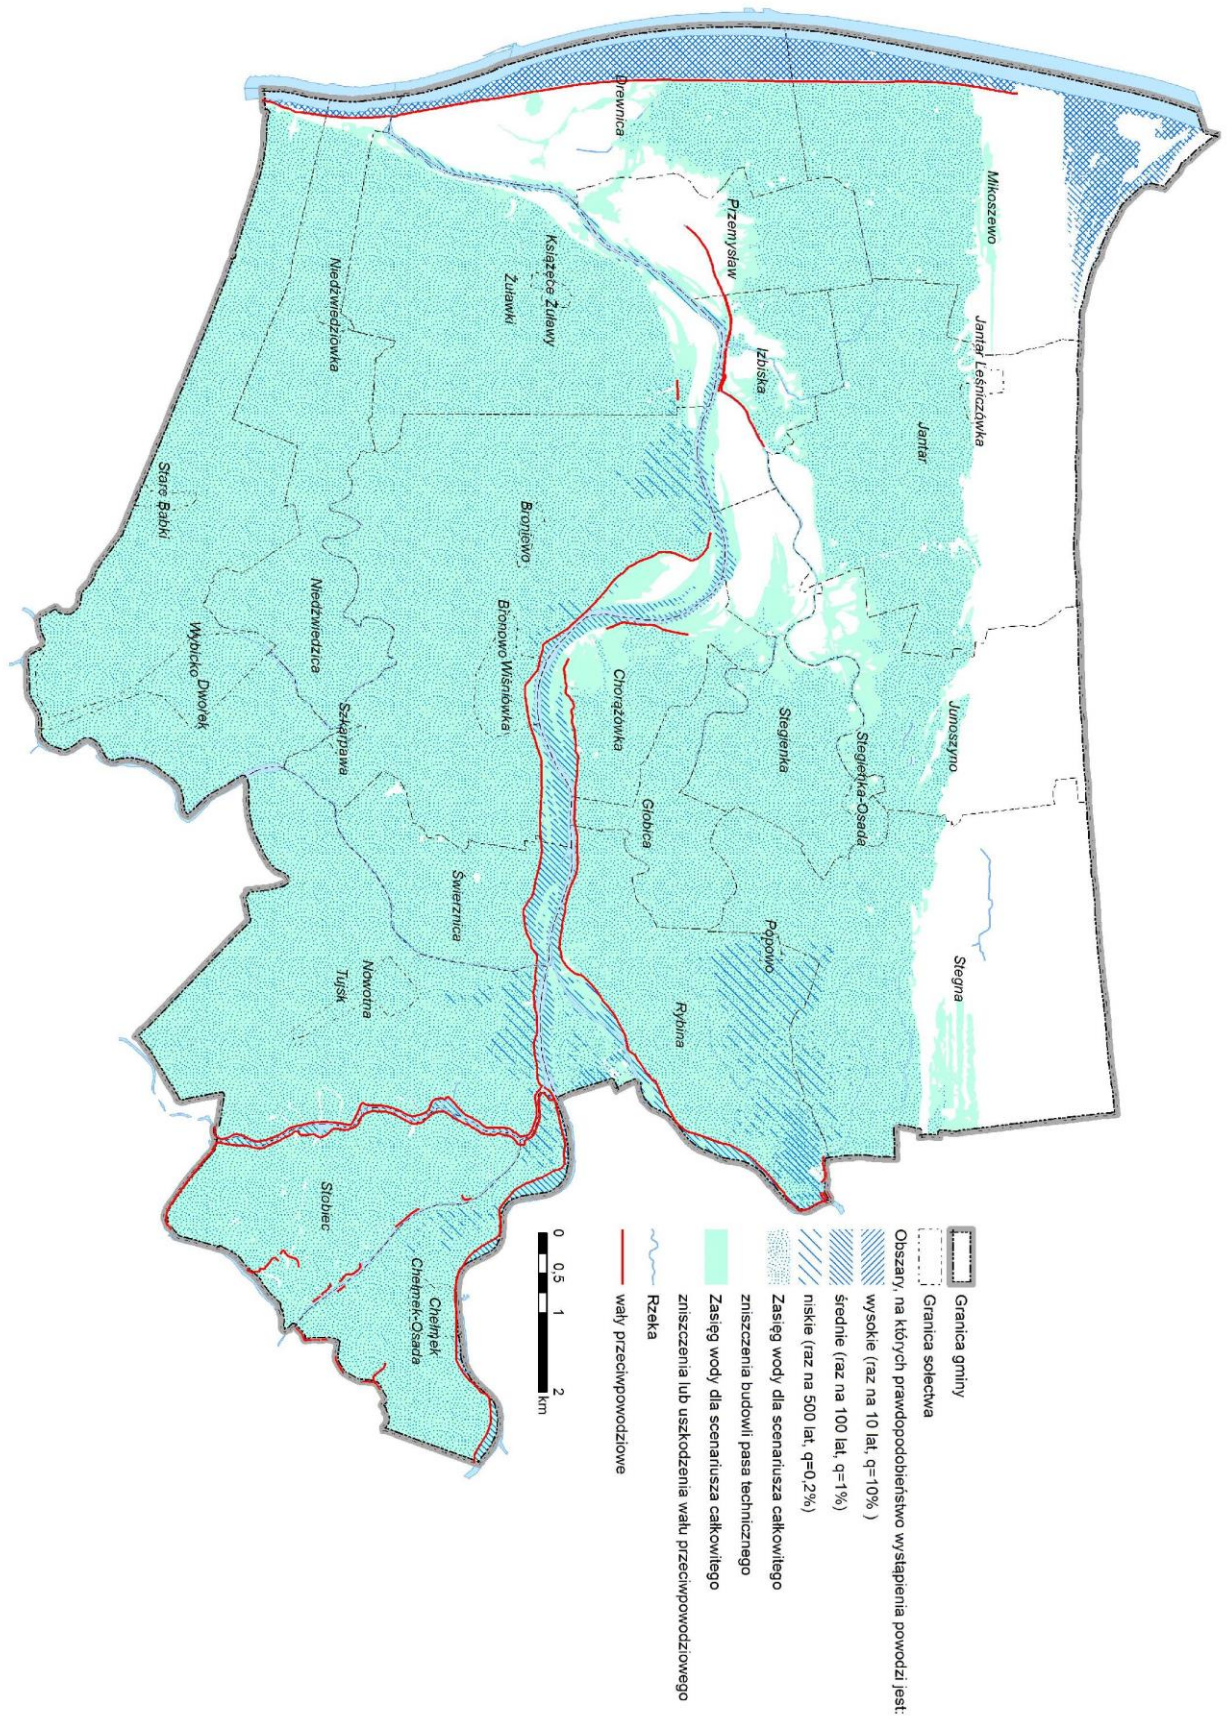 Mikoszewo
Jantar Leśniczówka
Jantar
Junoszyno
Stegna
Drewnica
Przemysław
Izbiska
Stegienka-Osada
Stegienka
Popowo
Książęce Żuławy
Żuławki
Chorążówka
Głobica
Rybina
Broniewo
Bronowo
Wiśniówka
Niedźwiedziówka
Niedźwiedzica
Szkarpawa
Świerznica
Nowotna
Tujsk
Stare Babki
Wybicko
Dworek
Stobiec
Chełmek
Chełmek-Osada
Granica gminy
Granica sołectwa
Obszary, na których prawdopodobieństwo wystąpienia powodzi jest:
wysokie (raz na 10 lat, q=10% )
średnie (raz na 100 lat, q=1%)
niskie (raz na 500 lat, q=0,2%)
Zasięg wody dla scenariusza całkowitego
zniszczenia budowli pasa technicznego
Zasięg wody dla scenariusza całkowitego
zniszczenia lub uszkodzenia wału przeciwpowodziowego
Rzeka
wały przeciwpowodziowe
0 0,5 1 2
km